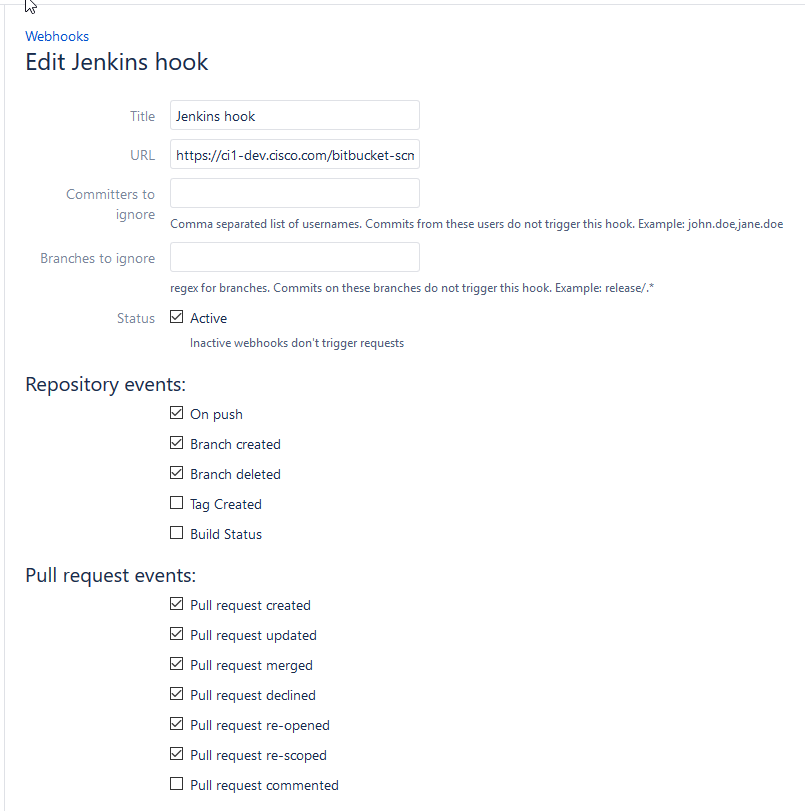 Webhooks
Edit Jenkins hook
Title
Jenkins hook
URL
https://ci1-dev.cisco.com/bitbucket-scm
Committers to
ignore
Comma separated list of usernames. Commits from these users do not trigger this hook. Example: john.doe,jane.doe
Branches to ignore
regex for branches. Commits on these branches do not trigger this hook. Example: release/.*
Status
Active
Inactive webhooks don't trigger requests
Repository events:
On push
Branch created
Branch deleted
Tag Created
Build Status
Pull request events:
Pull request created
Pull request updated
Pull request merged
Pull request declined
Pull request re-opened
Pull request re-scoped
Pull request commented